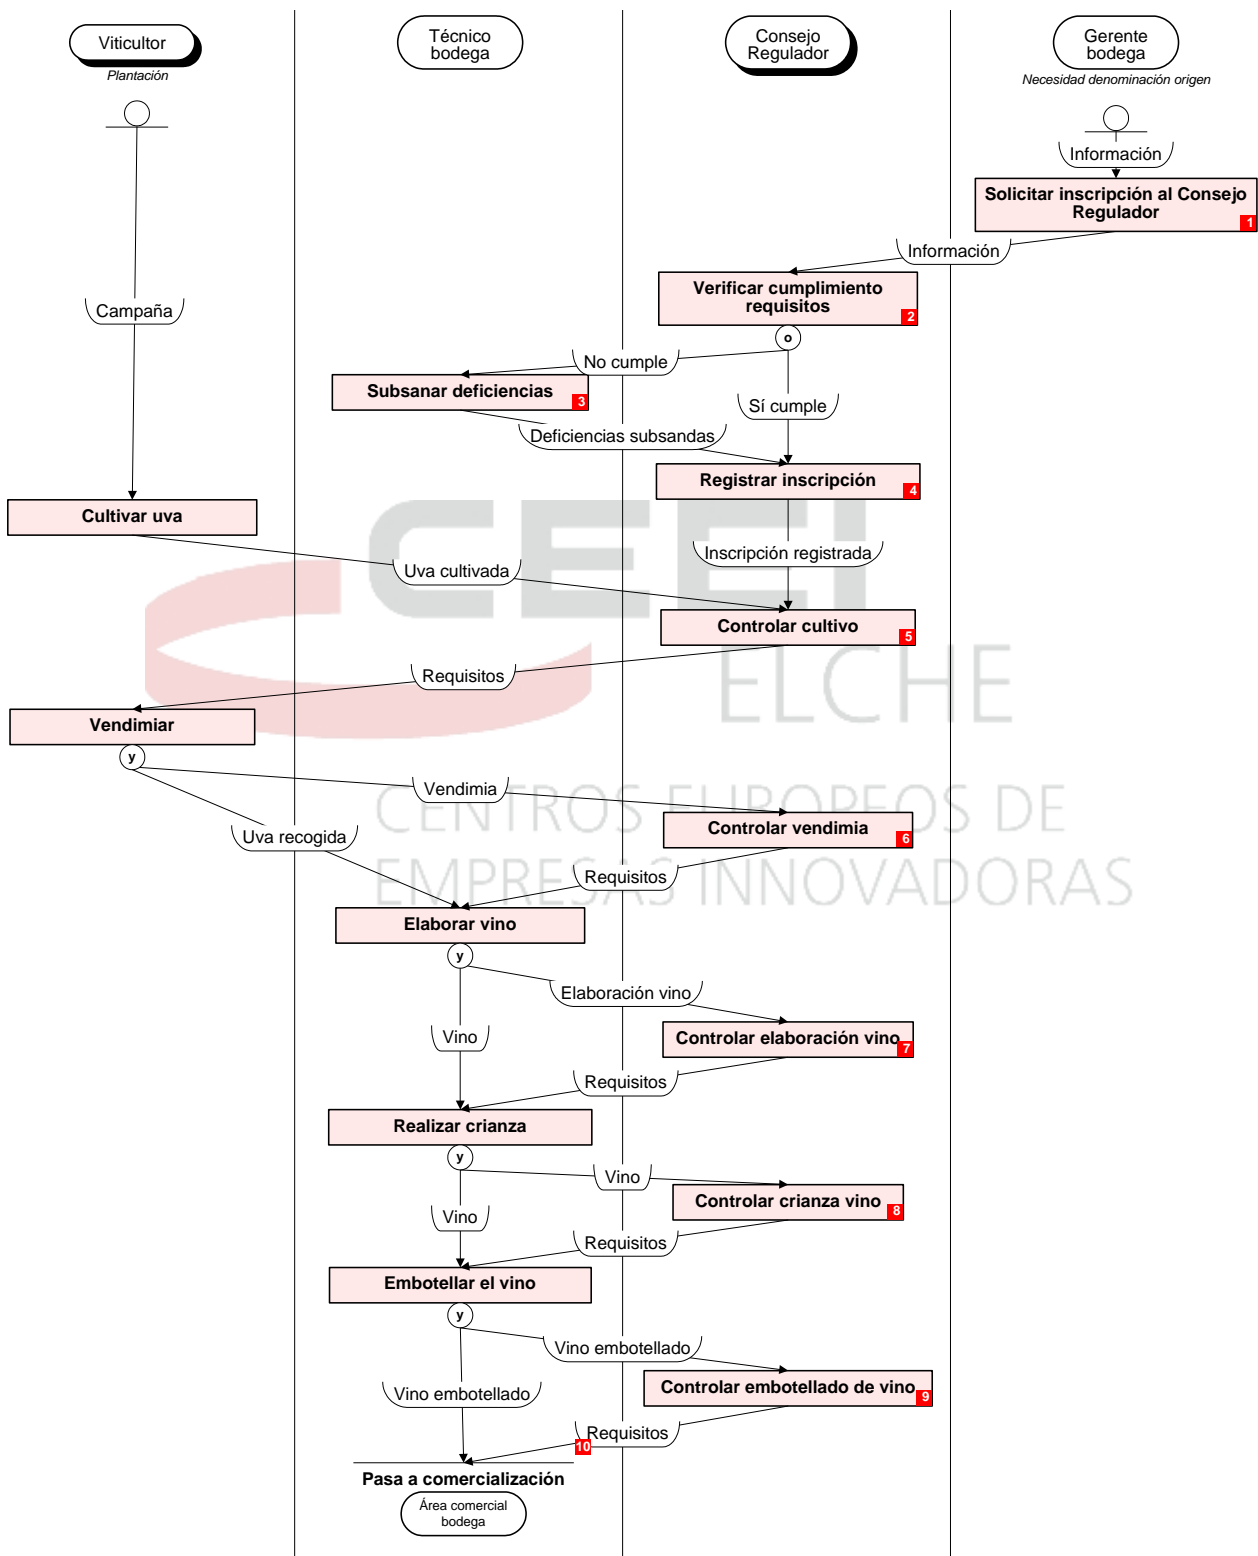 Viticultor
Plantación
Técnico
bodega
Consejo
Regulador
Gerente
bodega
Necesidad denominación origen
Información
Solicitar inscripción al Consejo
Regulador
1
Información
Verificar cumplimiento
requisitos
2
o
Campaña
No cumple
Subsanar deficiencias
3
Sí cumple
Deficiencias subsandas
Registrar inscripción
4
Cultivar uva
CEEI
Inscripción registrada
Uva cultivada
Controlar cultivo
5
ELCHE
Requisitos
Vendimiar
y
Vendimia
CENTROS EUROPEOS DE
Controlar vendimia
6
Uva recogida
EMPRESAS INNOVADORAS
Requisitos
Elaborar vino
y
Elaboración vino
Vino
Controlar elaboración vino
7
Requisitos
Realizar crianza
y
Vino
Controlar crianza vino
8
Vino
Requisitos
Embotellar el vino
y
Vino embotellado
Controlar embotellado de vino
9
Vino embotellado
Requisitos
10
Pasa a comercialización
Área comercial
bodega